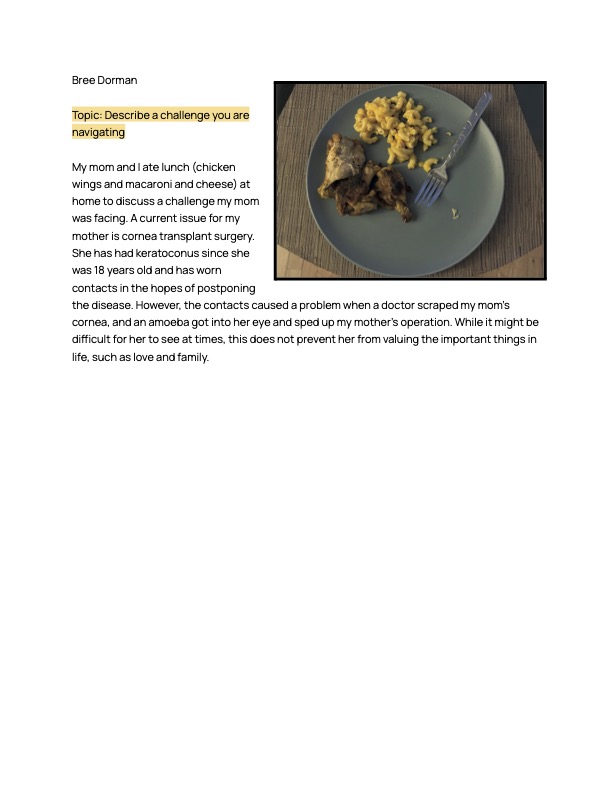 Bree Dorman
Topic: Describe a challenge you are
navigating
My mom and I ate lunch (chicken
wings and macaroni and cheese) at
home to discuss a challenge my mom
was facing. A current issue for my
mother is cornea transplant surgery.
She has had keratoconus since she
was 18 years old and has worn
contacts in the hopes of postponing
the disease. However, the contacts caused a problem when a doctor scraped my mom's
cornea, and an amoeba got into her eye and sped up my mother's operation. While it might be
difficult for her to see at times, this does not prevent her from valuing the important things in
life, such as love and family.